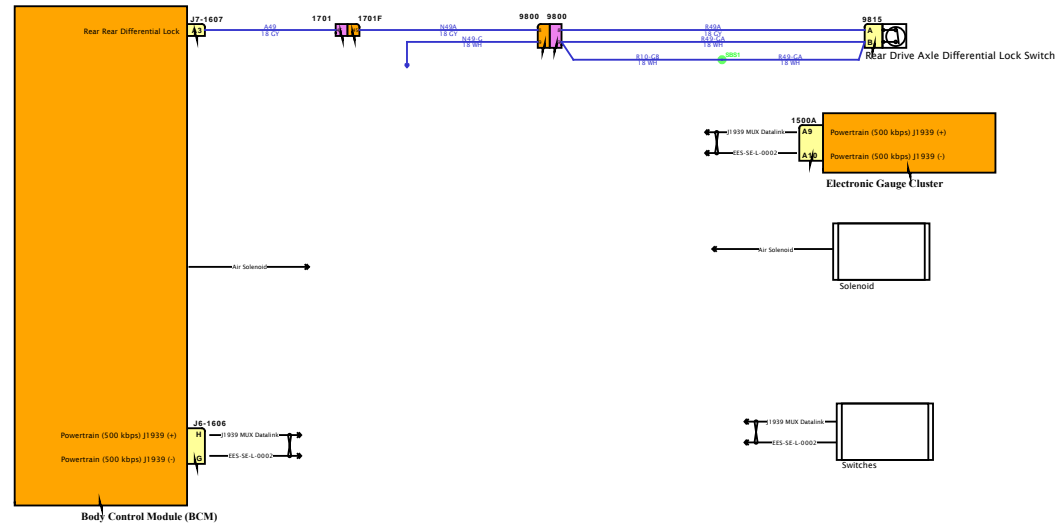 J7-1607
Rear Rear Differential Lock
A3
A49
18 GY
1701
1701F
N49A
18 GY
N49-G
18 WH
9800
9800
R49A
18 GY
R49-GA
18 WH
R10-GB
18 WH
SBS1
R49-GA
18 WH
9815
A
B
Rear Drive Axle Differential Lock Switch
1500A
J1939 MUX Datalink
A9
Powertrain (500 kbps) J1939 (+)
EES-SE-L-0002
A10
Powertrain (500 kbps) J1939 (-)
Electronic Gauge Cluster
Air Solenoid
Air Solenoid
Solenoid
J6-1606
Powertrain (500 kbps) J1939 (+)
H
J1939 MUX Datalink
Powertrain (500 kbps) J1939 (-)
G
EES-SE-L-0002
J1939 MUX Datalink
EES-SE-L-0002
Switches
Body Control Module (BCM)